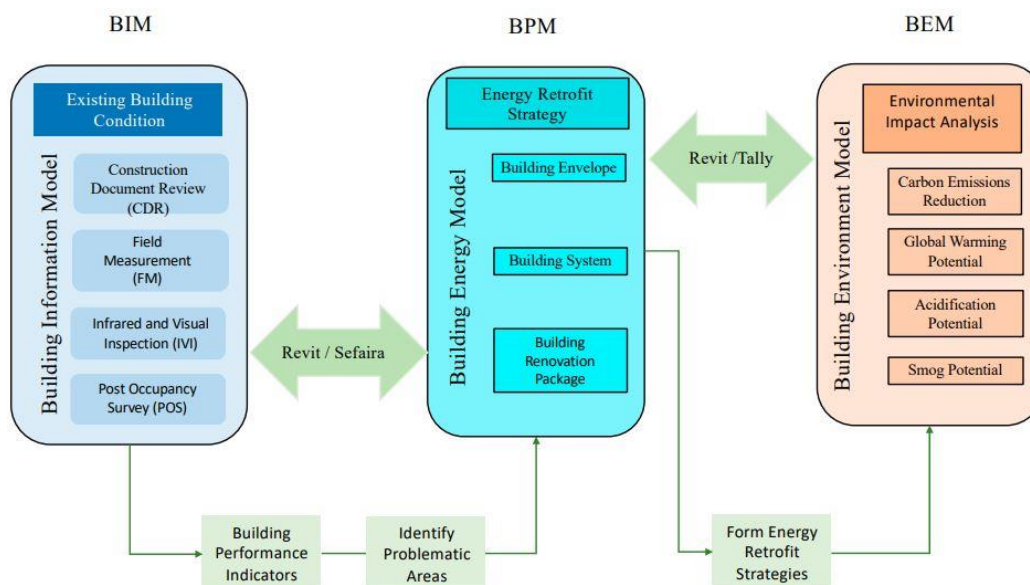 BIM
BPM
BEM
Building Information Model
Existing Building
Condition
Construction
Document Review
(CDR)
Field
Measurement
(FM)
Infrared and Visual
Inspection (IVI)
Post Occupancy
Survey (POS)
Revit / Sefaira
Building Energy Model
Energy Retrofit
Strategy
Building Envelope
Building System
Building
Renovation
Package
Revit /Tally
Building Environment Model
Environmental
Impact Analysis
Carbon Emissions
Reduction
Global Warming
Potential
Acidification
Potential
Smog Potential
Building
Performance
Indicators
Identify
Problematic
Areas
Form Energy
Retrofit
Strategies